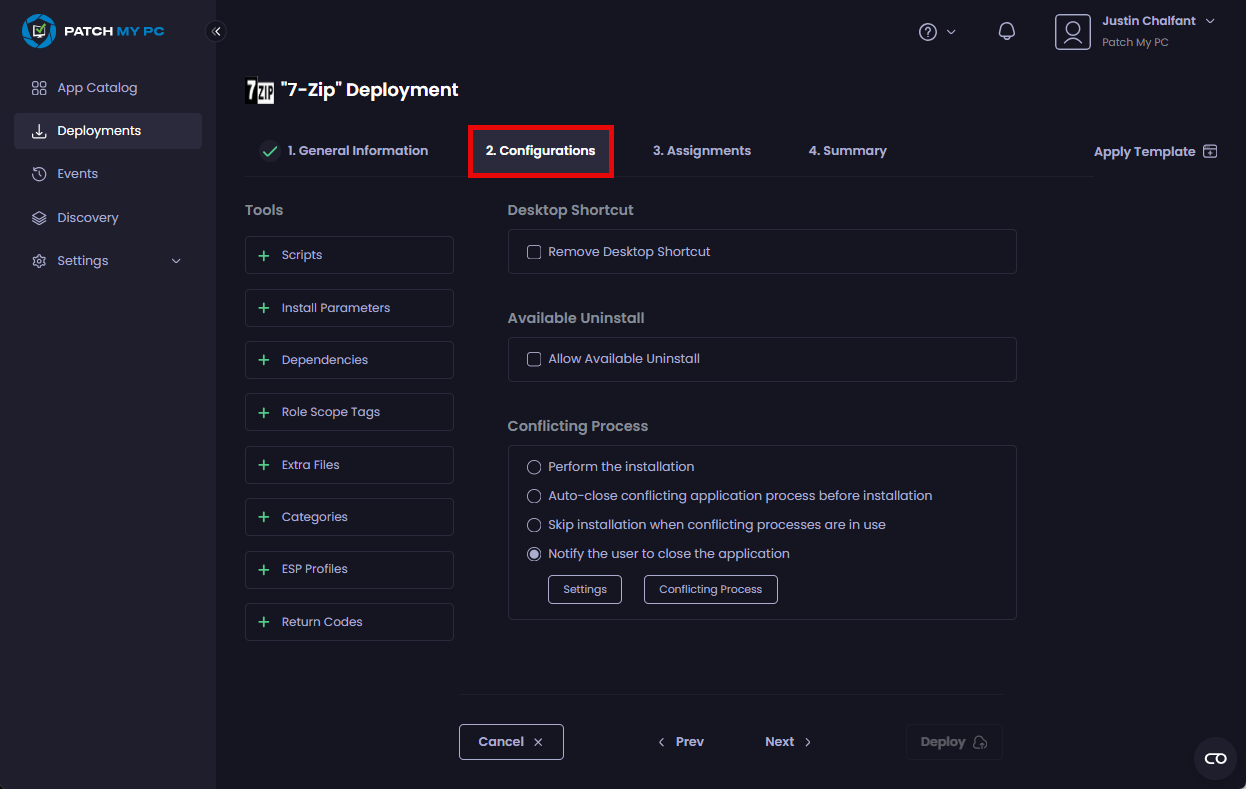 PATCH MY PC
Justin Chalfant
Patch My PC
App Catalog
Deployments
Events
Discovery
Settings
7ZIP "7-Zip" Deployment
1. General Information
2. Configurations
3. Assignments
4. Summary
Apply Template
Tools
Scripts
Install Parameters
Dependencies
Role Scope Tags
Extra Files
Categories
ESP Profiles
Return Codes
Desktop Shortcut
Remove Desktop Shortcut
Available Uninstall
Allow Available Uninstall
Conflicting Process
Perform the installation
Auto-close conflicting application process before installation
Skip installation when conflicting processes are in use
Notify the user to close the application
Settings
Conflicting Process
Cancel
Prev
Next
Deploy